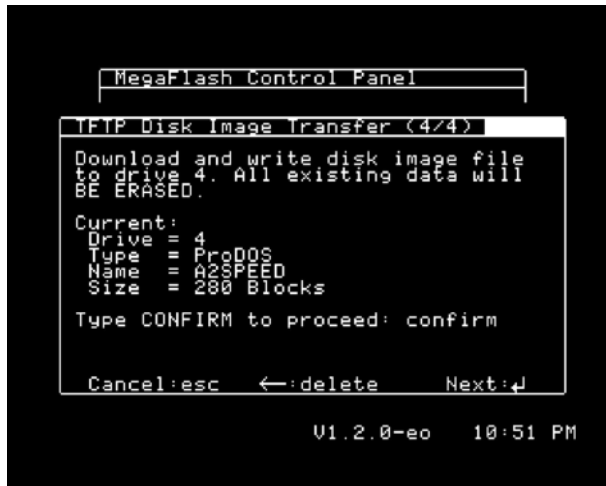 MegaFlash Control Panel
TFTP Disk Image Transfer (4/4)
Download and write disk image file
to drive 4. All existing data will
BE ERASED.
Current:
Drive = 4
Type = ProDOS
Name = A2SPEED
Size = 280 Blocks
Type CONFIRM to proceed: confirm
Cancel:esc ←:delete Next:↵
V1.2.0-eo 10:51 PM